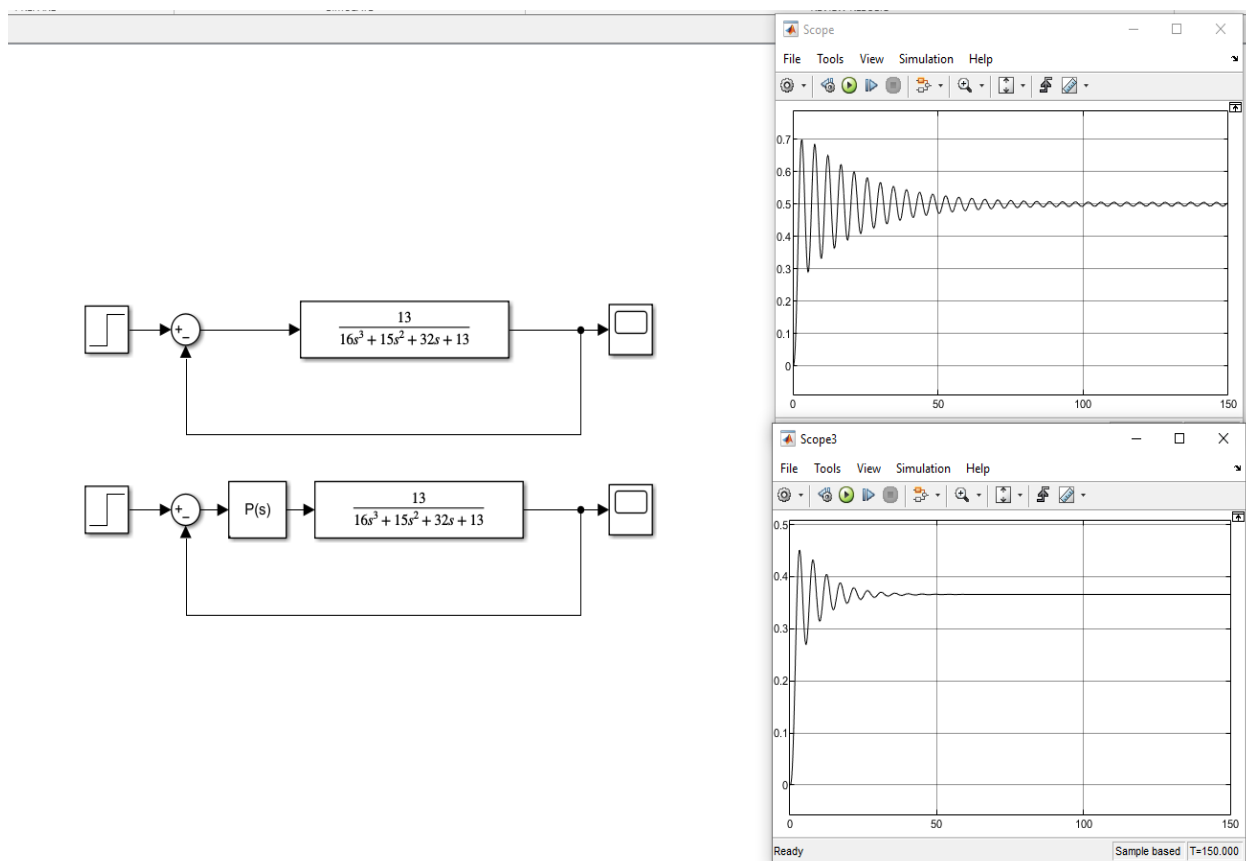 Scope
File Tools View Simulation Help
0.7
0.6
0.5
0.4
0.3
0.2
0.1
0
0 50 100 150
13
16s³ + 15s² + 32s + 13
+
−
Scope3
File Tools View Simulation Help
0.5
0.4
0.3
0.2
0.1
0
0 50 100 150
Ready Sample based T=150.000
+
−
P(s)
13
16s³ + 15s² + 32s + 13